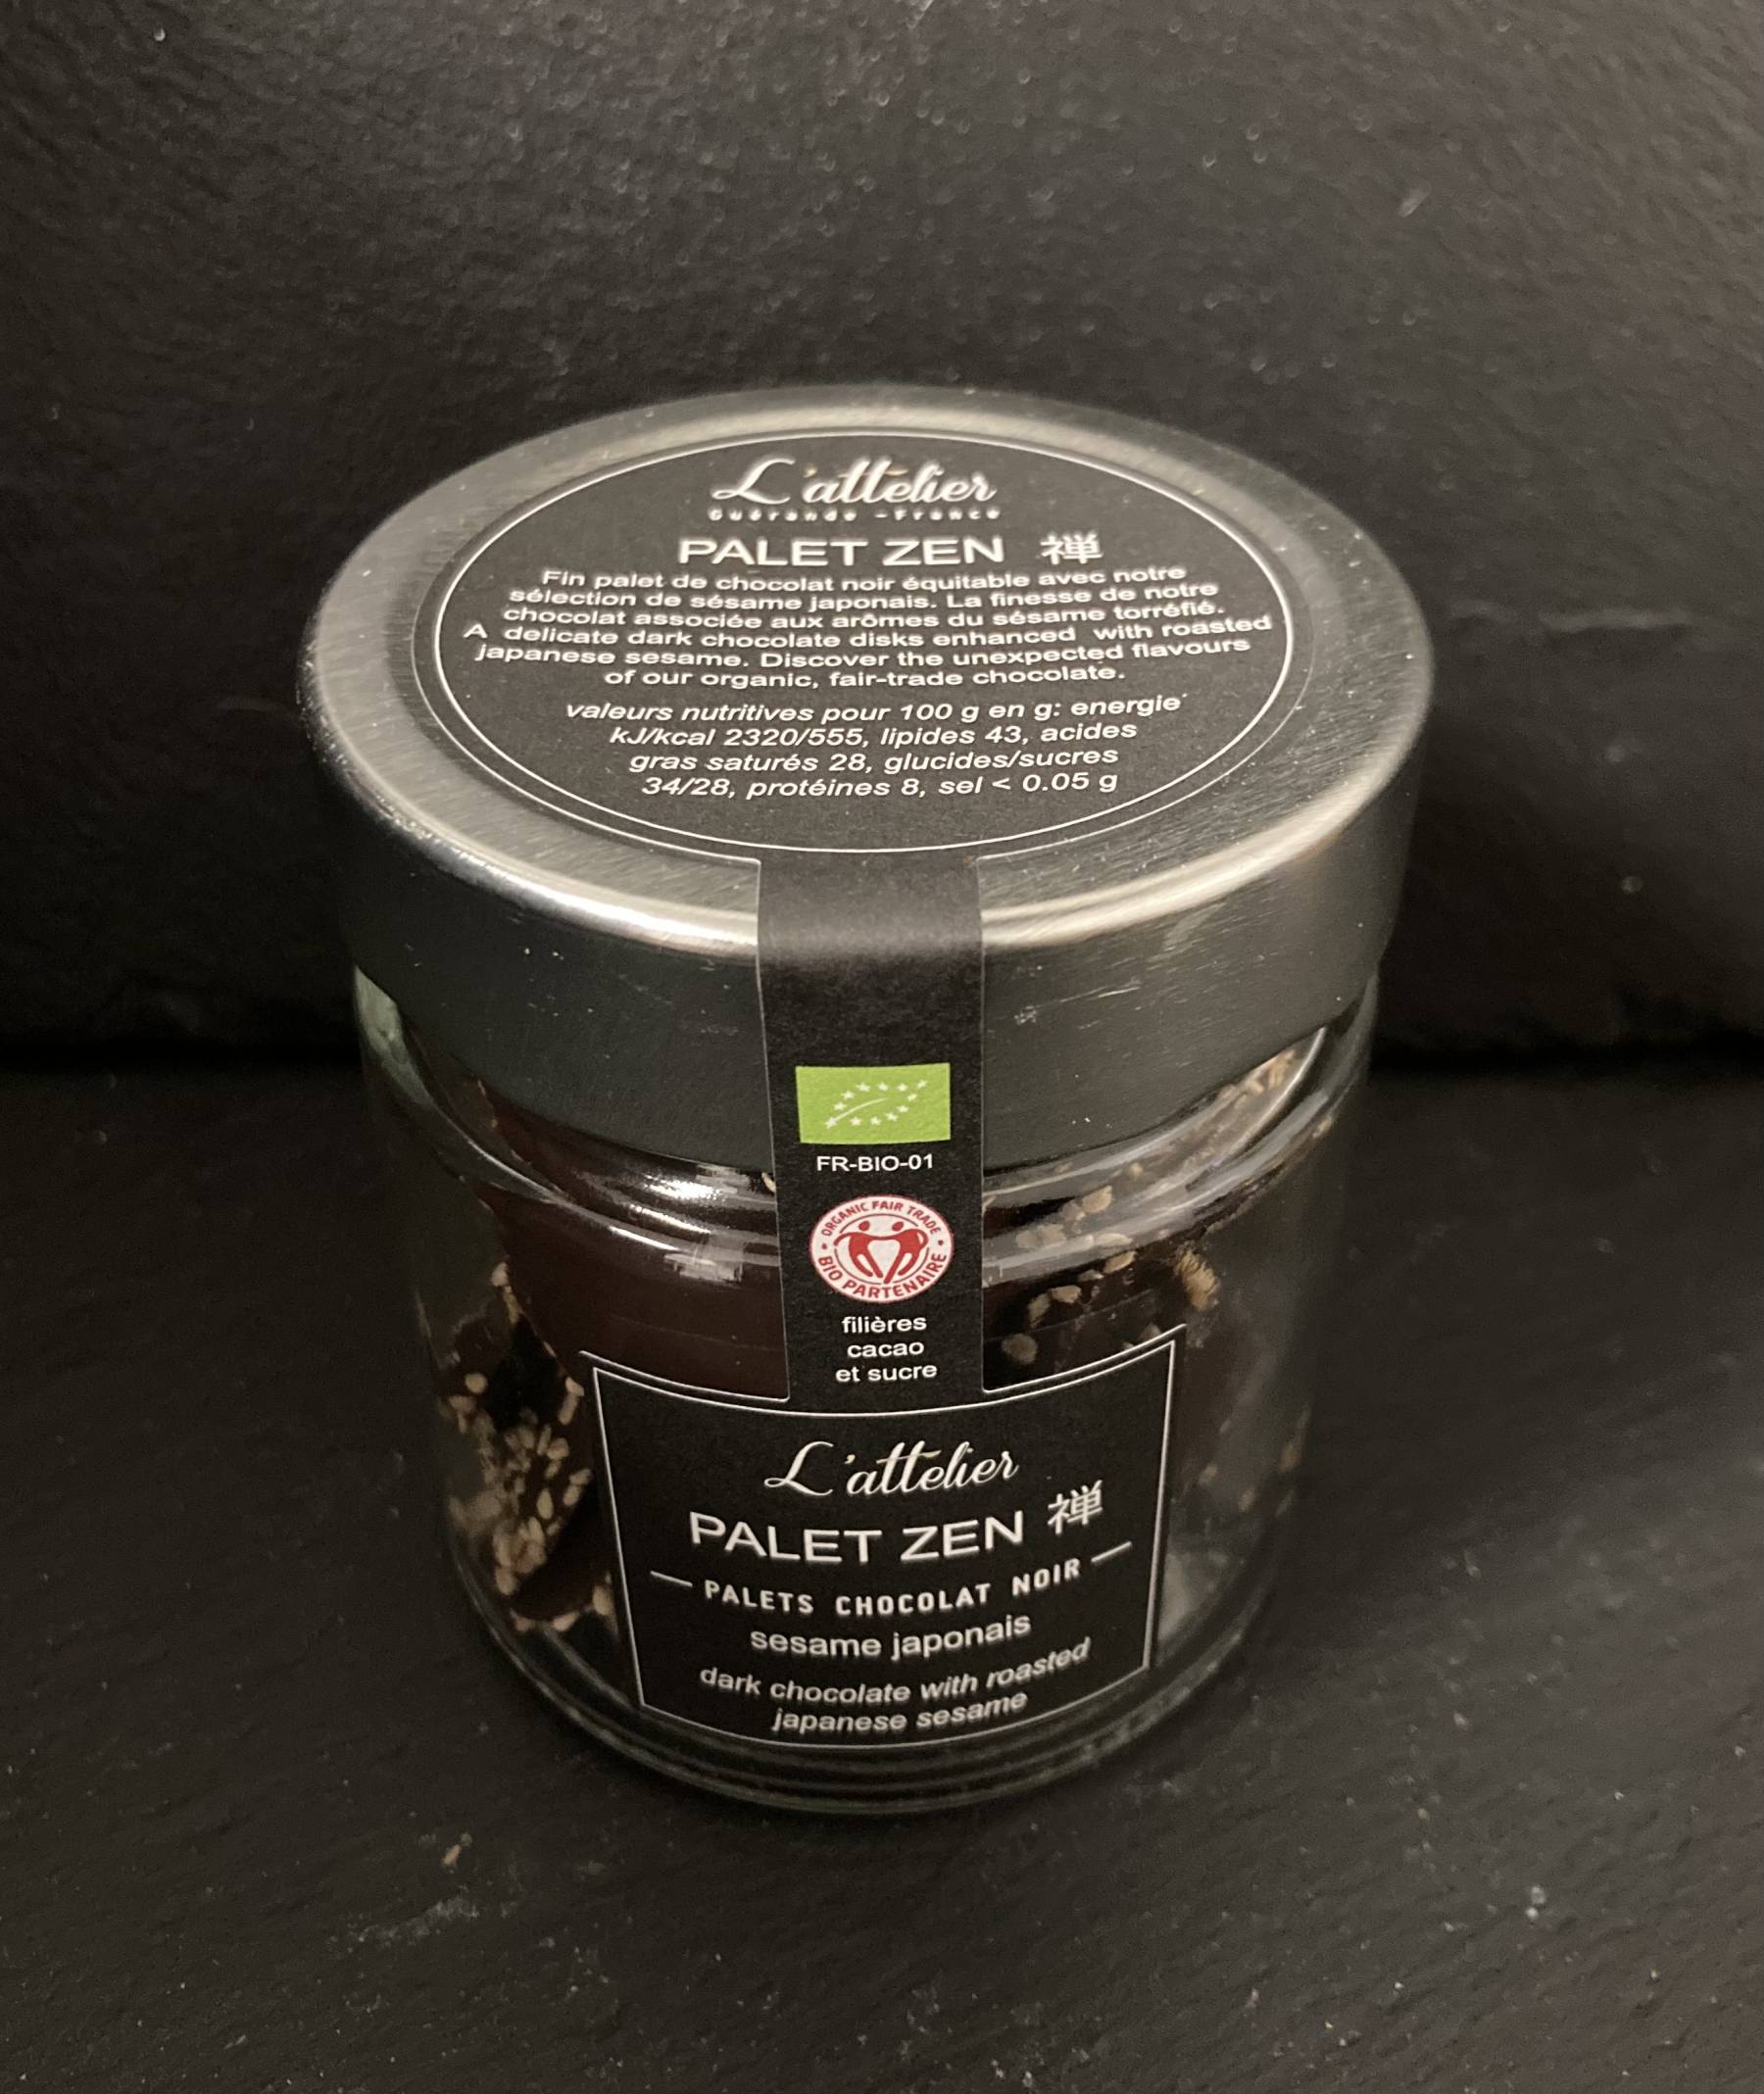 L'attelier
Guérande - France
PALET ZEN 禅
Fin palet de chocolat noir équitable avec notre
sélection de sésame japonais. La finesse de notre
chocolat associée aux arômes du sésame torréfié.
A delicate dark chocolate disks enhanced with roasted
japanese sesame. Discover the unexpected flavours
of our organic, fair-trade chocolate.
valeurs nutritives pour 100 g en g: energie
kJ/kcal 2320/555, lipides 43, acides
gras saturés 28, glucides/sucres
34/28, protéines 8, sel < 0.05 g
FR-BIO-01
ORGANIC FAIR TRADE
BIO PARTENAIRE
filières
cacao
et sucre
L'attelier
PALET ZEN 禅
PALETS CHOCOLAT NOIR
sesame japonais
dark chocolate with roasted
japanese sesame